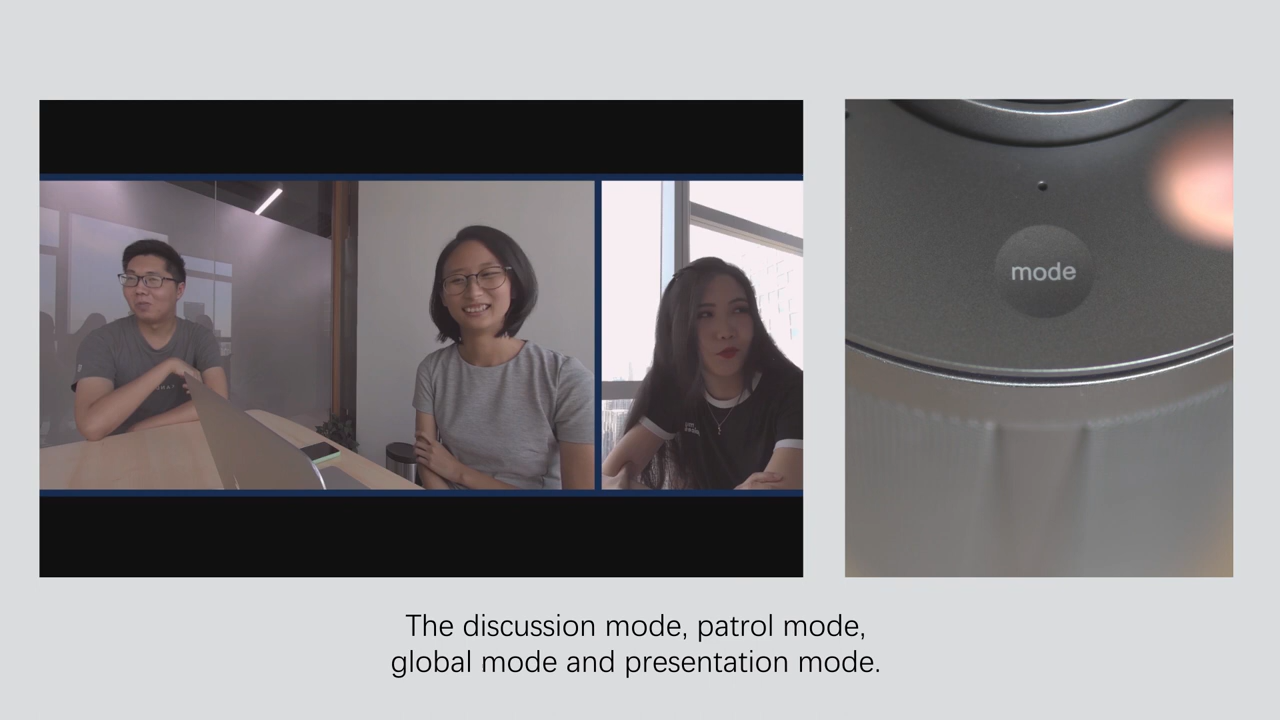 mode
The discussion mode, patrol mode,
global mode and presentation mode.